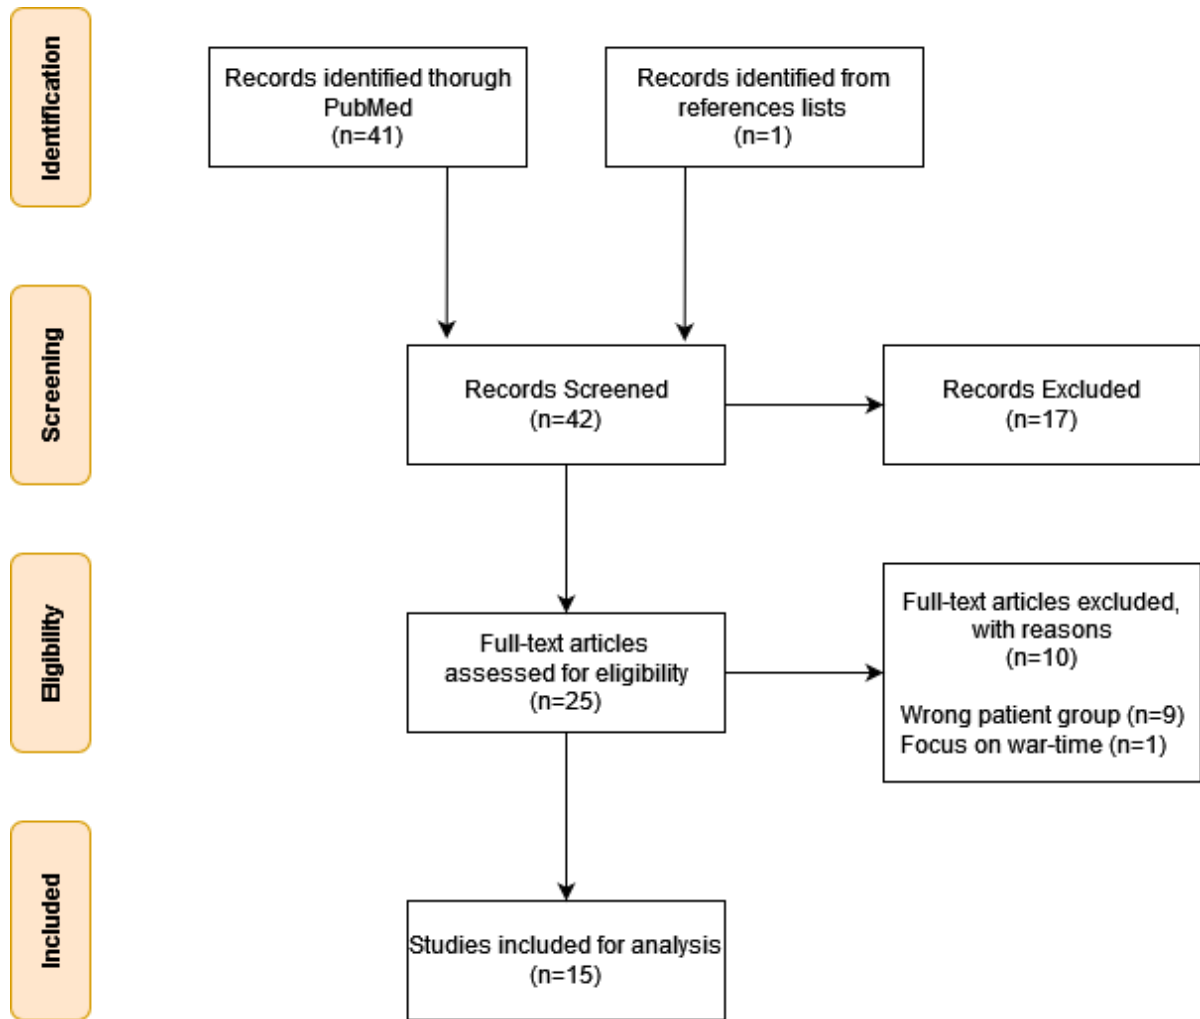 Identification
Records identified thorugh
PubMed
(n=41)
Records identified from
references lists
(n=1)
Screening
Records Screened
(n=42)
Records Excluded
(n=17)
Elgibility
Full-text articles
assessed for eligibility
(n=25)
Full-text articles excluded,
with reasons
(n=10)
Wrong patient group (n=9)
Focus on war-time (n=1)
Included
Studies included for analysis
(n=15)